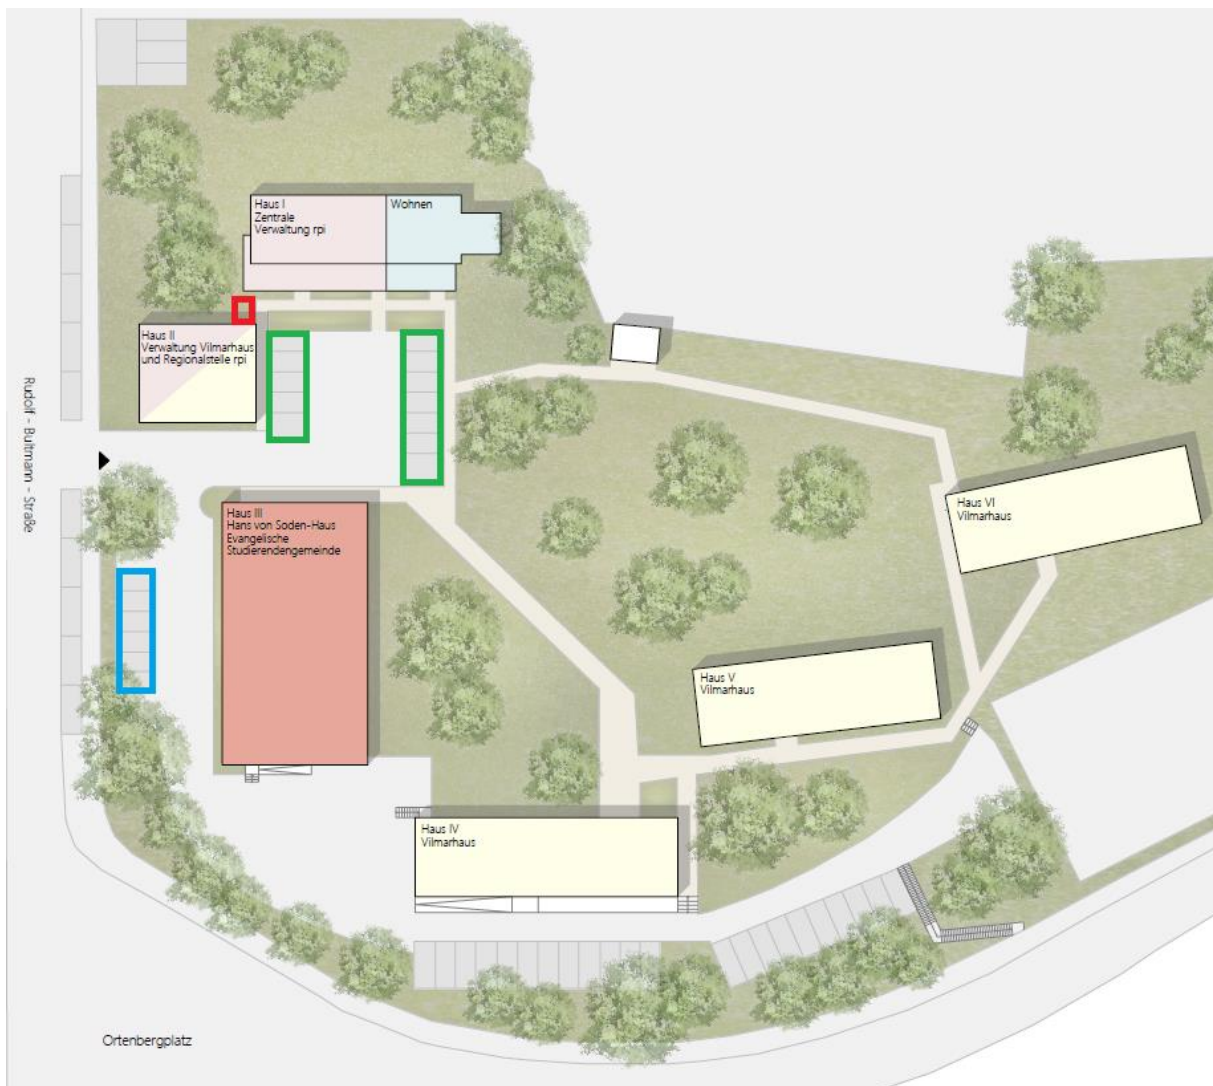 Haus I
Zentrale
Verwaltung rpi
Wohnen
Haus II
Verwaltung Vilmarhaus
und Regionalstelle rpi
Rudolf - Bultmann - Straße
Haus III
Hans von Soden-Haus
Evangelische
Studierendengemeinde
Haus VI
Vilmarhaus
Haus V
Vilmarhaus
Haus IV
Vilmarhaus
Ortenbergplatz